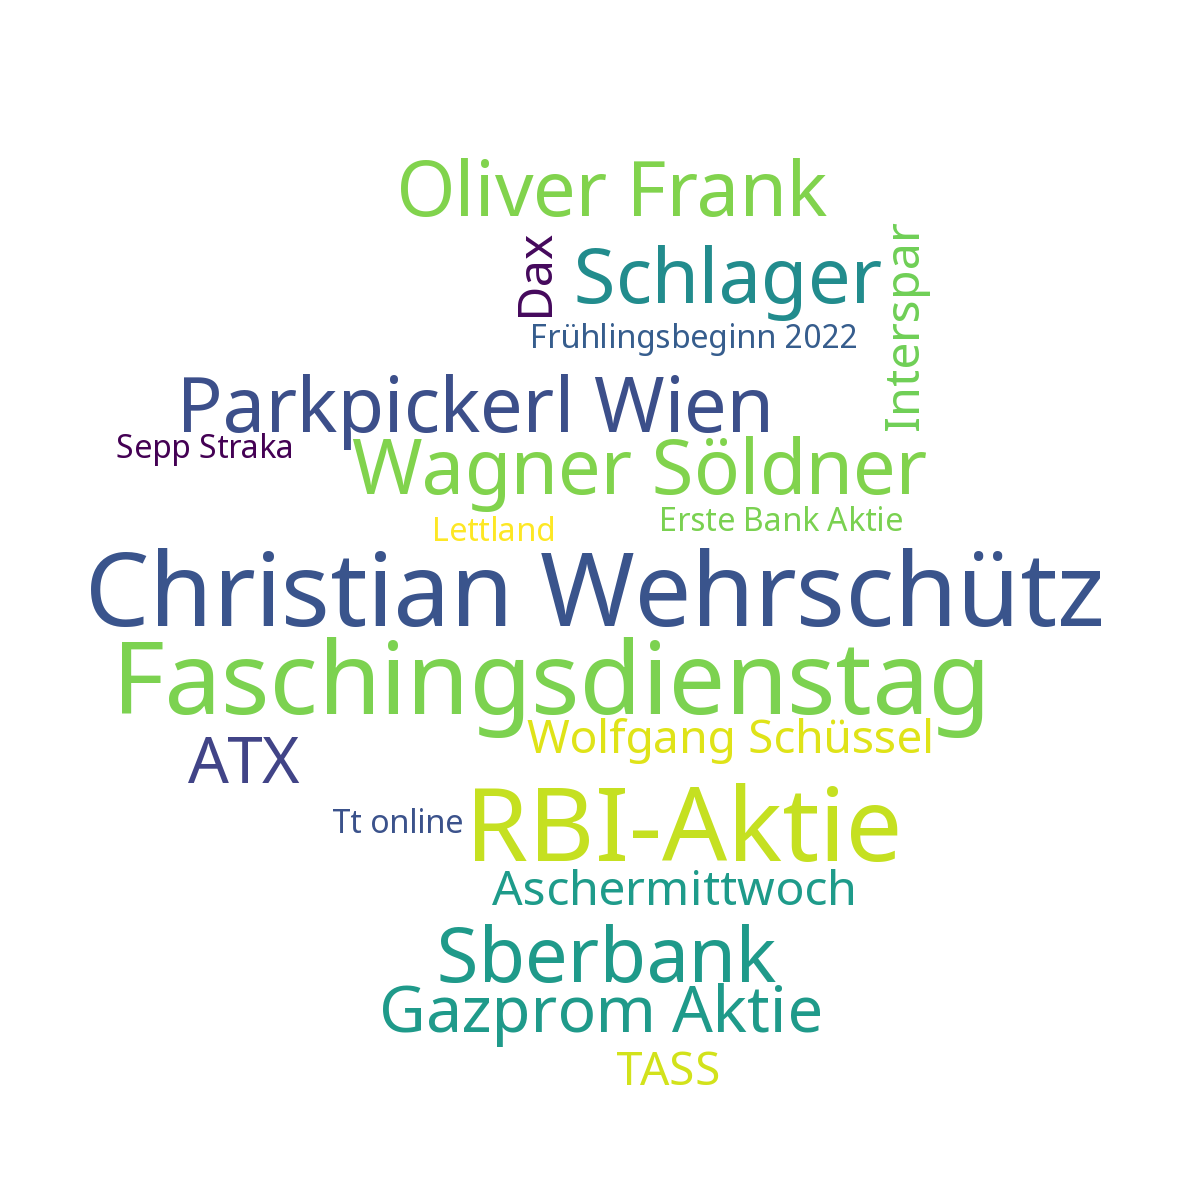 Oliver Frank
Dax
Schlager
Interspar
Frühlingsbeginn 2022
Parkpickerl Wien
Sepp Straka
Wagner Söldner
Lettland
Erste Bank Aktie
Christian Wehrschütz
Faschingsdienstag
Wolfgang Schüssel
ATX
Tt online
RBI-Aktie
Aschermittwoch
Sberbank
Gazprom Aktie
TASS